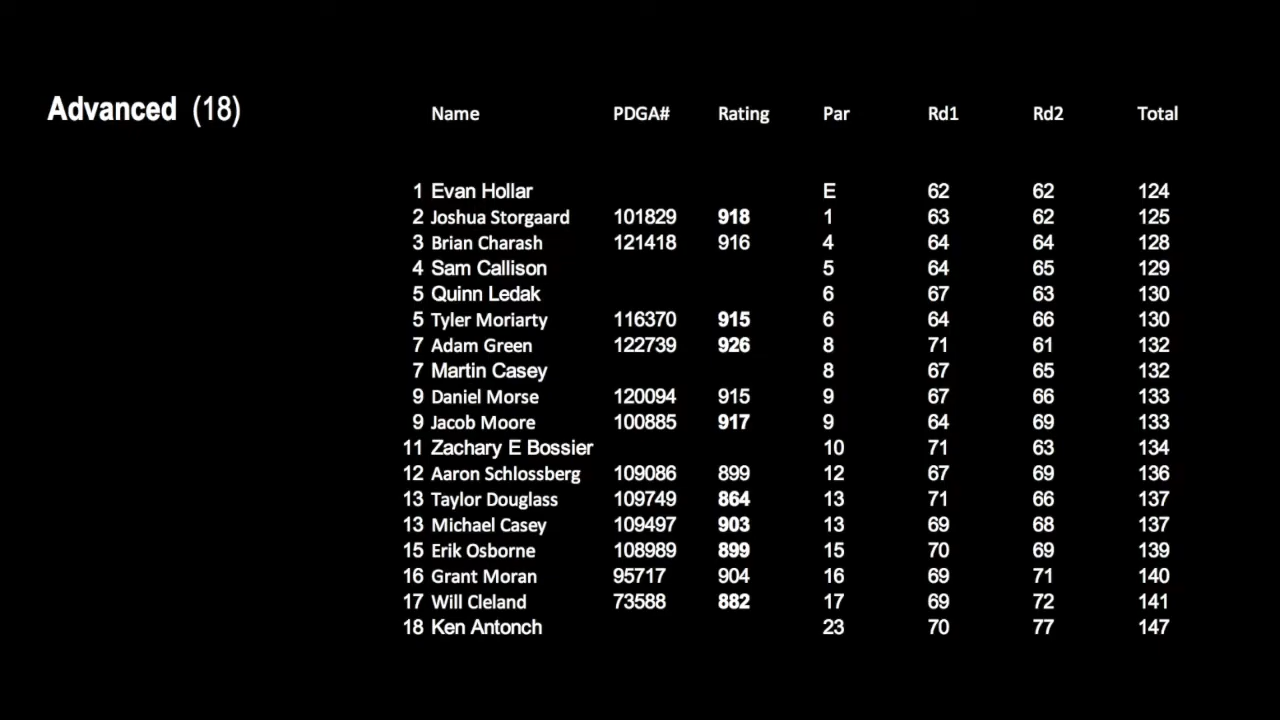 Advanced (18)
Name PDGA# Rating Par Rd1 Rd2 Total
1 Evan Hollar E 62 62 124
2 Joshua Storgaard 101829 918 1 63 62 125
3 Brian Charash 121418 916 4 64 64 128
4 Sam Callison 5 64 65 129
5 Quinn Ledak 6 67 63 130
5 Tyler Moriarty 116370 915 6 64 66 130
7 Adam Green 122739 926 8 71 61 132
7 Martin Casey 8 67 65 132
9 Daniel Morse 120094 915 9 67 66 133
9 Jacob Moore 100885 917 9 64 69 133
11 Zachary E Bossier 10 71 63 134
12 Aaron Schlossberg 109086 899 12 67 69 136
13 Taylor Douglass 109749 864 13 71 66 137
13 Michael Casey 109497 903 13 69 68 137
15 Erik Osborne 108989 899 15 70 69 139
16 Grant Moran 95717 904 16 69 71 140
17 Will Cleland 73588 882 17 69 72 141
18 Ken Antonch 23 70 77 147